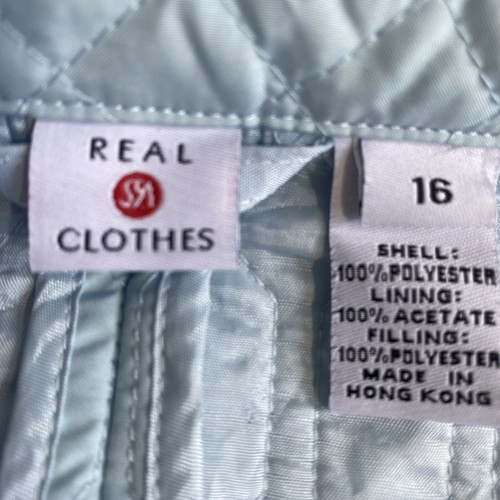 REAL
CLOTHES
16
SHELL:
100%POLYESTER
LINING:
100% ACETATE
FILLING:
100%POLYESTER
MADE IN
HONG KONG